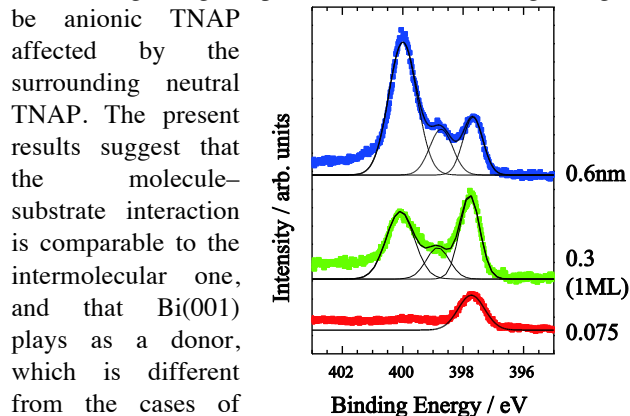 be anionic TNAP
affected by the
surrounding neutral
TNAP. The present
results suggest that
the molecule–
substrate interaction
is comparable to the
intermolecular one,
and that Bi(001)
plays as a donor,
which is different
from the cases of
Intensity / arb. units
0.6nm
0.3
(1ML)
0.075
402 400 398 396
Binding Energy / eV